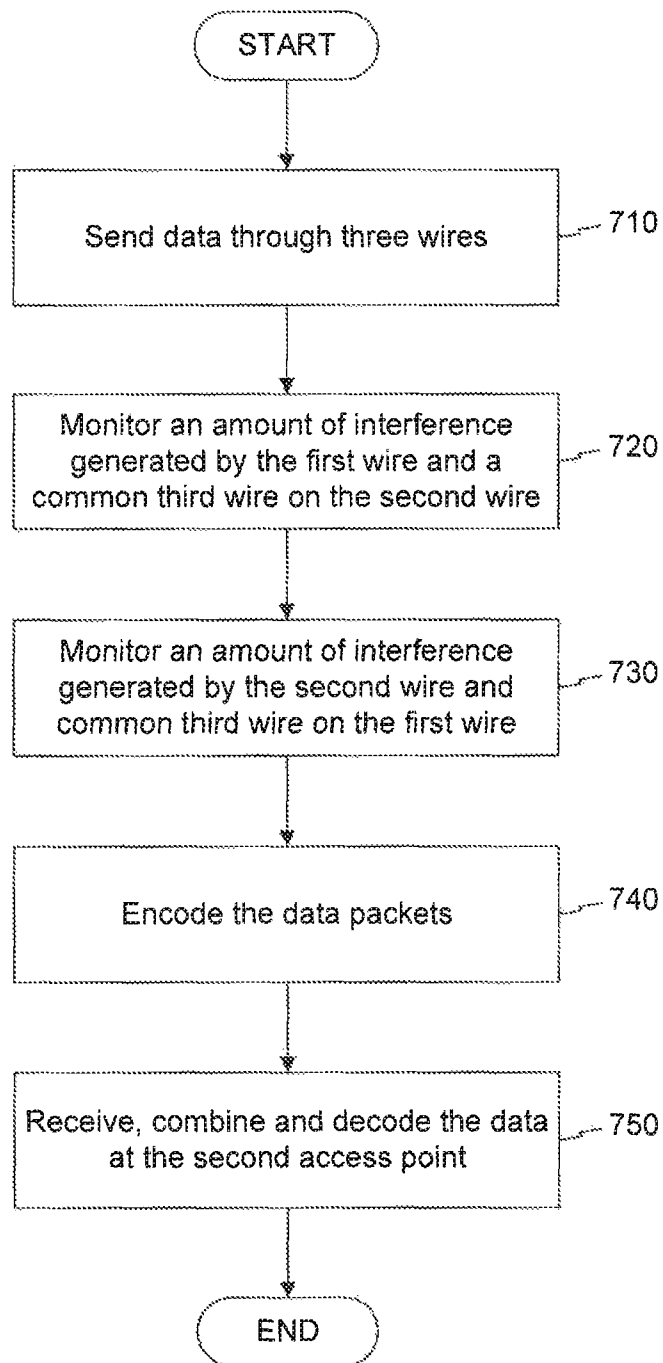 START
Send data through three wires
710
Monitor an amount of interference
generated by the first wire and a
common third wire on the second wire
720
Monitor an amount of interference
generated by the second wire and
common third wire on the first wire
730
Encode the data packets
740
Receive, combine and decode the data
at the second access point
750
END